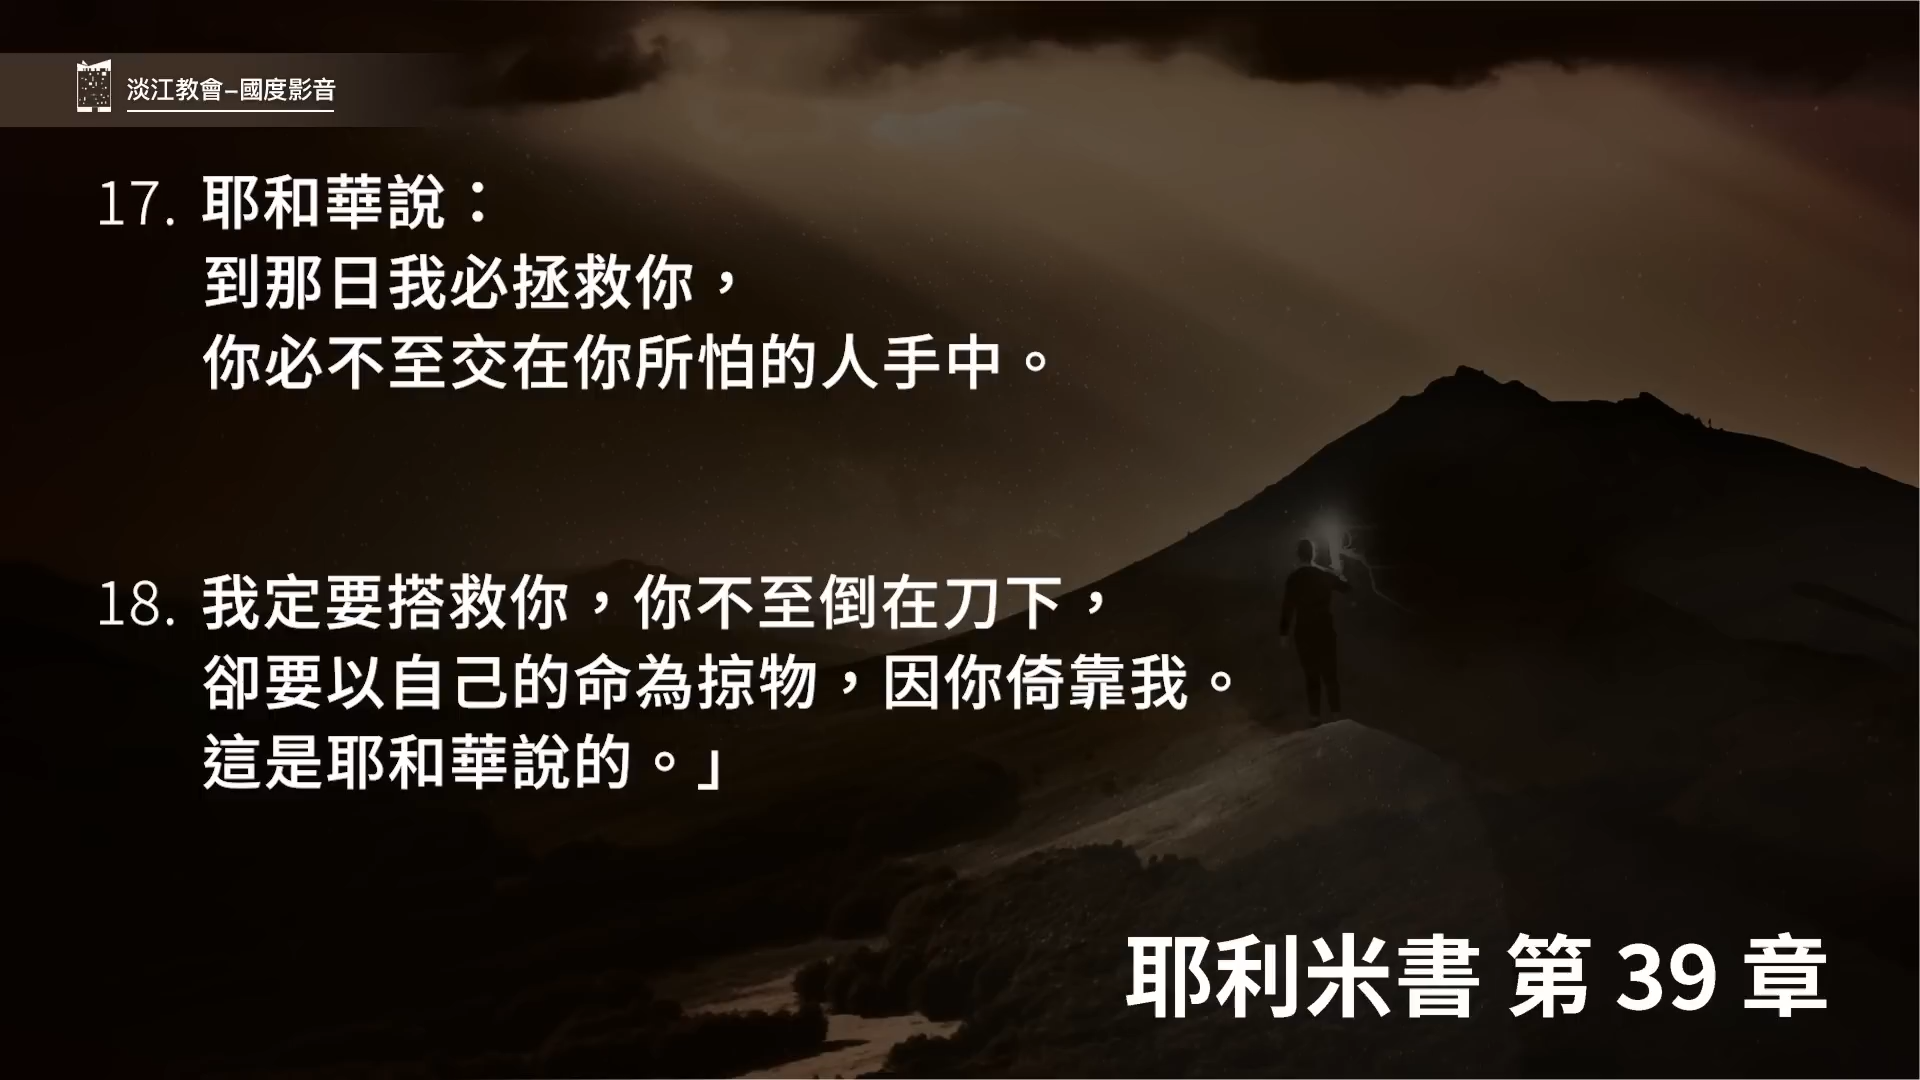 淡江教會–國度影音
17. 耶和華說：
到那日我必拯救你，
你必不至交在你所怕的人手中。
18. 我定要搭救你，你不至倒在刀下，
卻要以自己的命為掠物，因你倚靠我。
這是耶和華說的。」
耶利米書 第 39 章